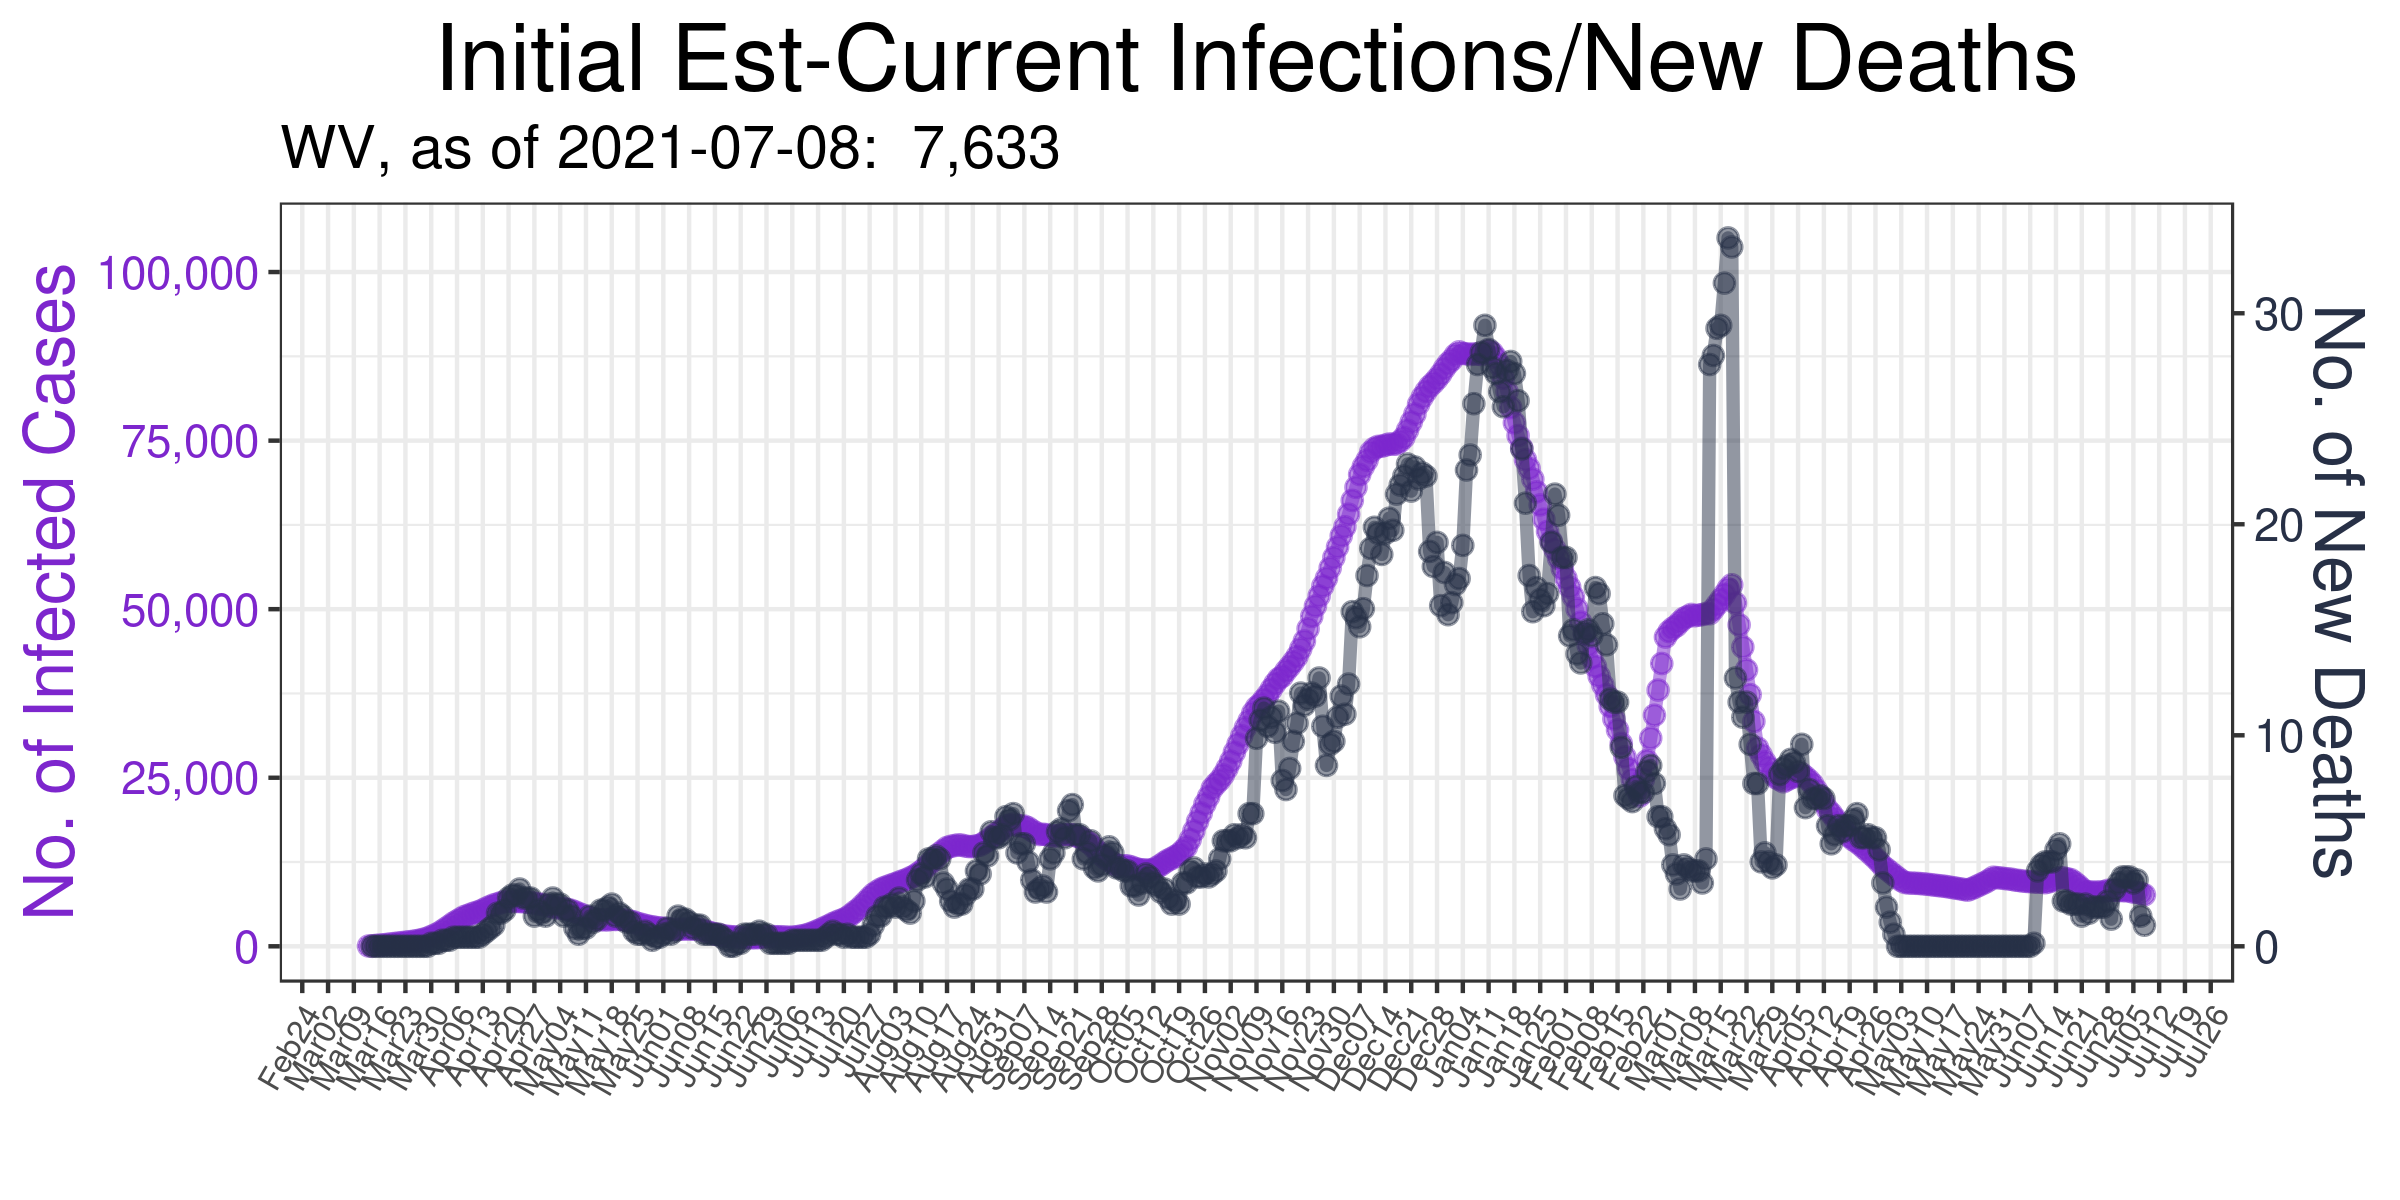 Initial Est-Current Infections/New Deaths
WV, as of 2021-07-08:  7,633
No. of Infected Cases
100,000
75,000
50,000
25,000
0
30
20
10
0
No. of New Deaths
Feb24
Mar02
Mar09
Mar16
Mar23
Mar30
Apr06
Apr13
Apr20
Apr27
May04
May11
May18
May25
Jun01
Jun08
Jun15
Jun22
Jun29
Jul06
Jul13
Jul20
Jul27
Aug03
Aug10
Aug17
Aug24
Aug31
Sep07
Sep14
Sep21
Sep28
Oct05
Oct12
Oct19
Oct26
Nov02
Nov09
Nov16
Nov23
Nov30
Dec07
Dec14
Dec21
Dec28
Jan04
Jan11
Jan18
Jan25
Feb01
Feb08
Feb15
Feb22
Mar01
Mar08
Mar15
Mar22
Mar29
Apr05
Apr12
Apr19
Apr26
May03
May10
May17
May24
May31
Jun07
Jun14
Jun21
Jun28
Jul05
Jul12
Jul19
Jul26